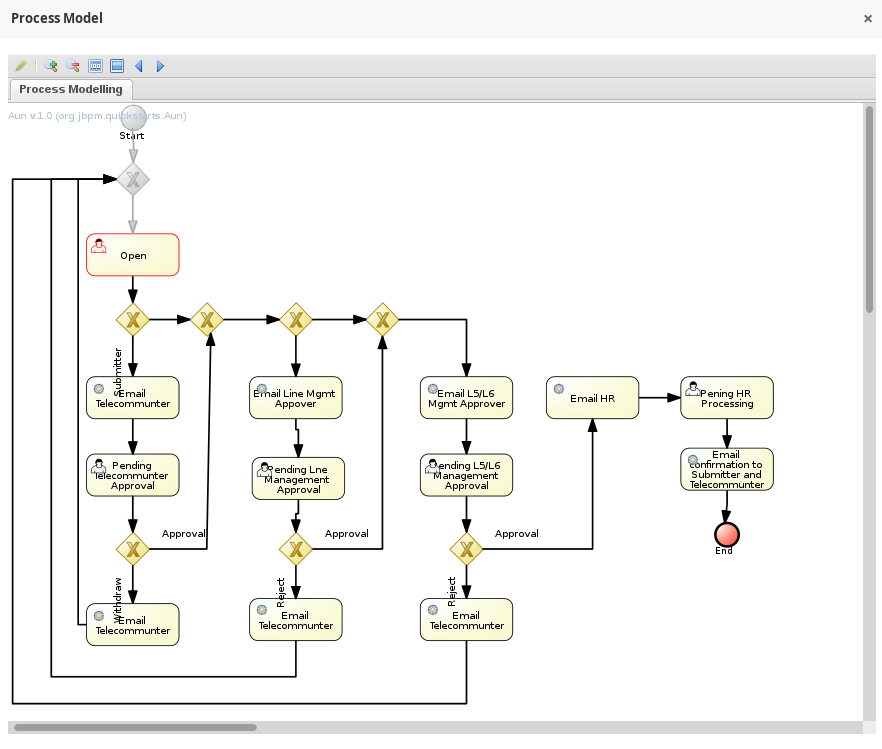 Process Model
×
Process Modelling
Aun v.1.0 (org.jbpm.quickstarts.Aun)
Start
Open
Submitter
Email
Telecommunter
Email Line Mgmt
Appover
Email L5/L6
Mgmt Approver
Email HR
Pening HR
Processing
Pending
Telecommunter
Approval
Pending Lne
Management
Approval
Pending L5/L6
Management
Approval
Email
confirmation to
Submitter and
Telecommunter
Approval
Approval
Approval
End
Withdraw
Reject
Reject
Email
Telecommunter
Email
Telecommunter
Email
Telecommunter